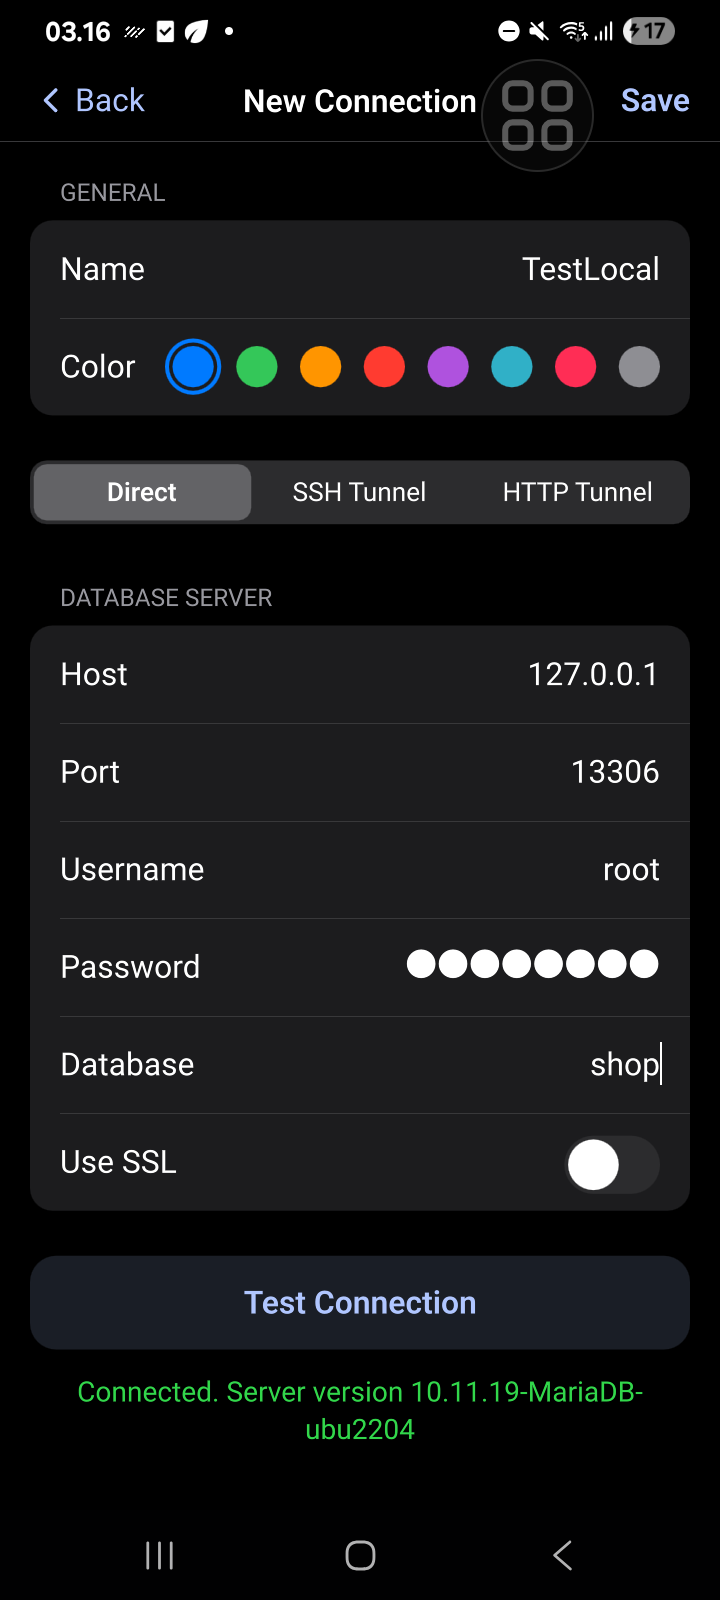 03.16
17
Back
New Connection
Save
GENERAL
Name
TestLocal
Color
Direct
SSH Tunnel
HTTP Tunnel
DATABASE SERVER
Host
127.0.0.1
Port
13306
Username
root
Password
Database
shop
Use SSL
Test Connection
Connected. Server version 10.11.19-MariaDB-
ubu2204